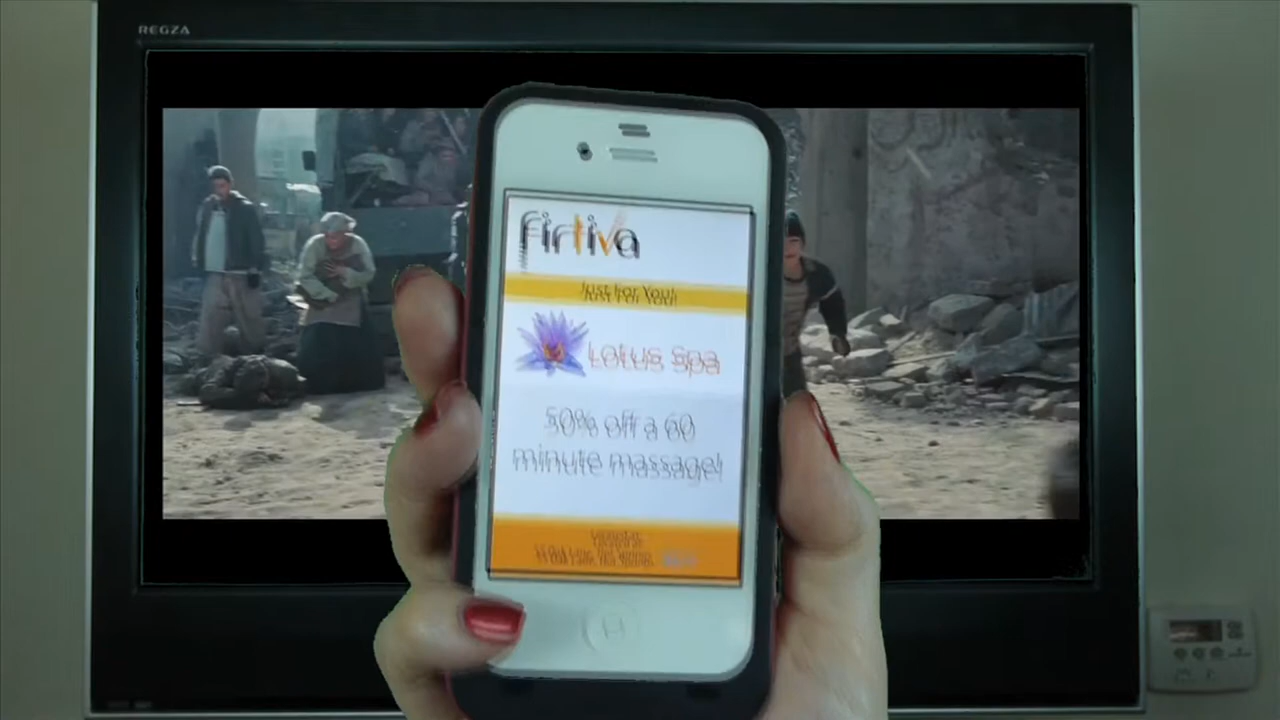 REGZA
firtiva
Just For You!
Lotus Spa
50% off a 60
minute massage!